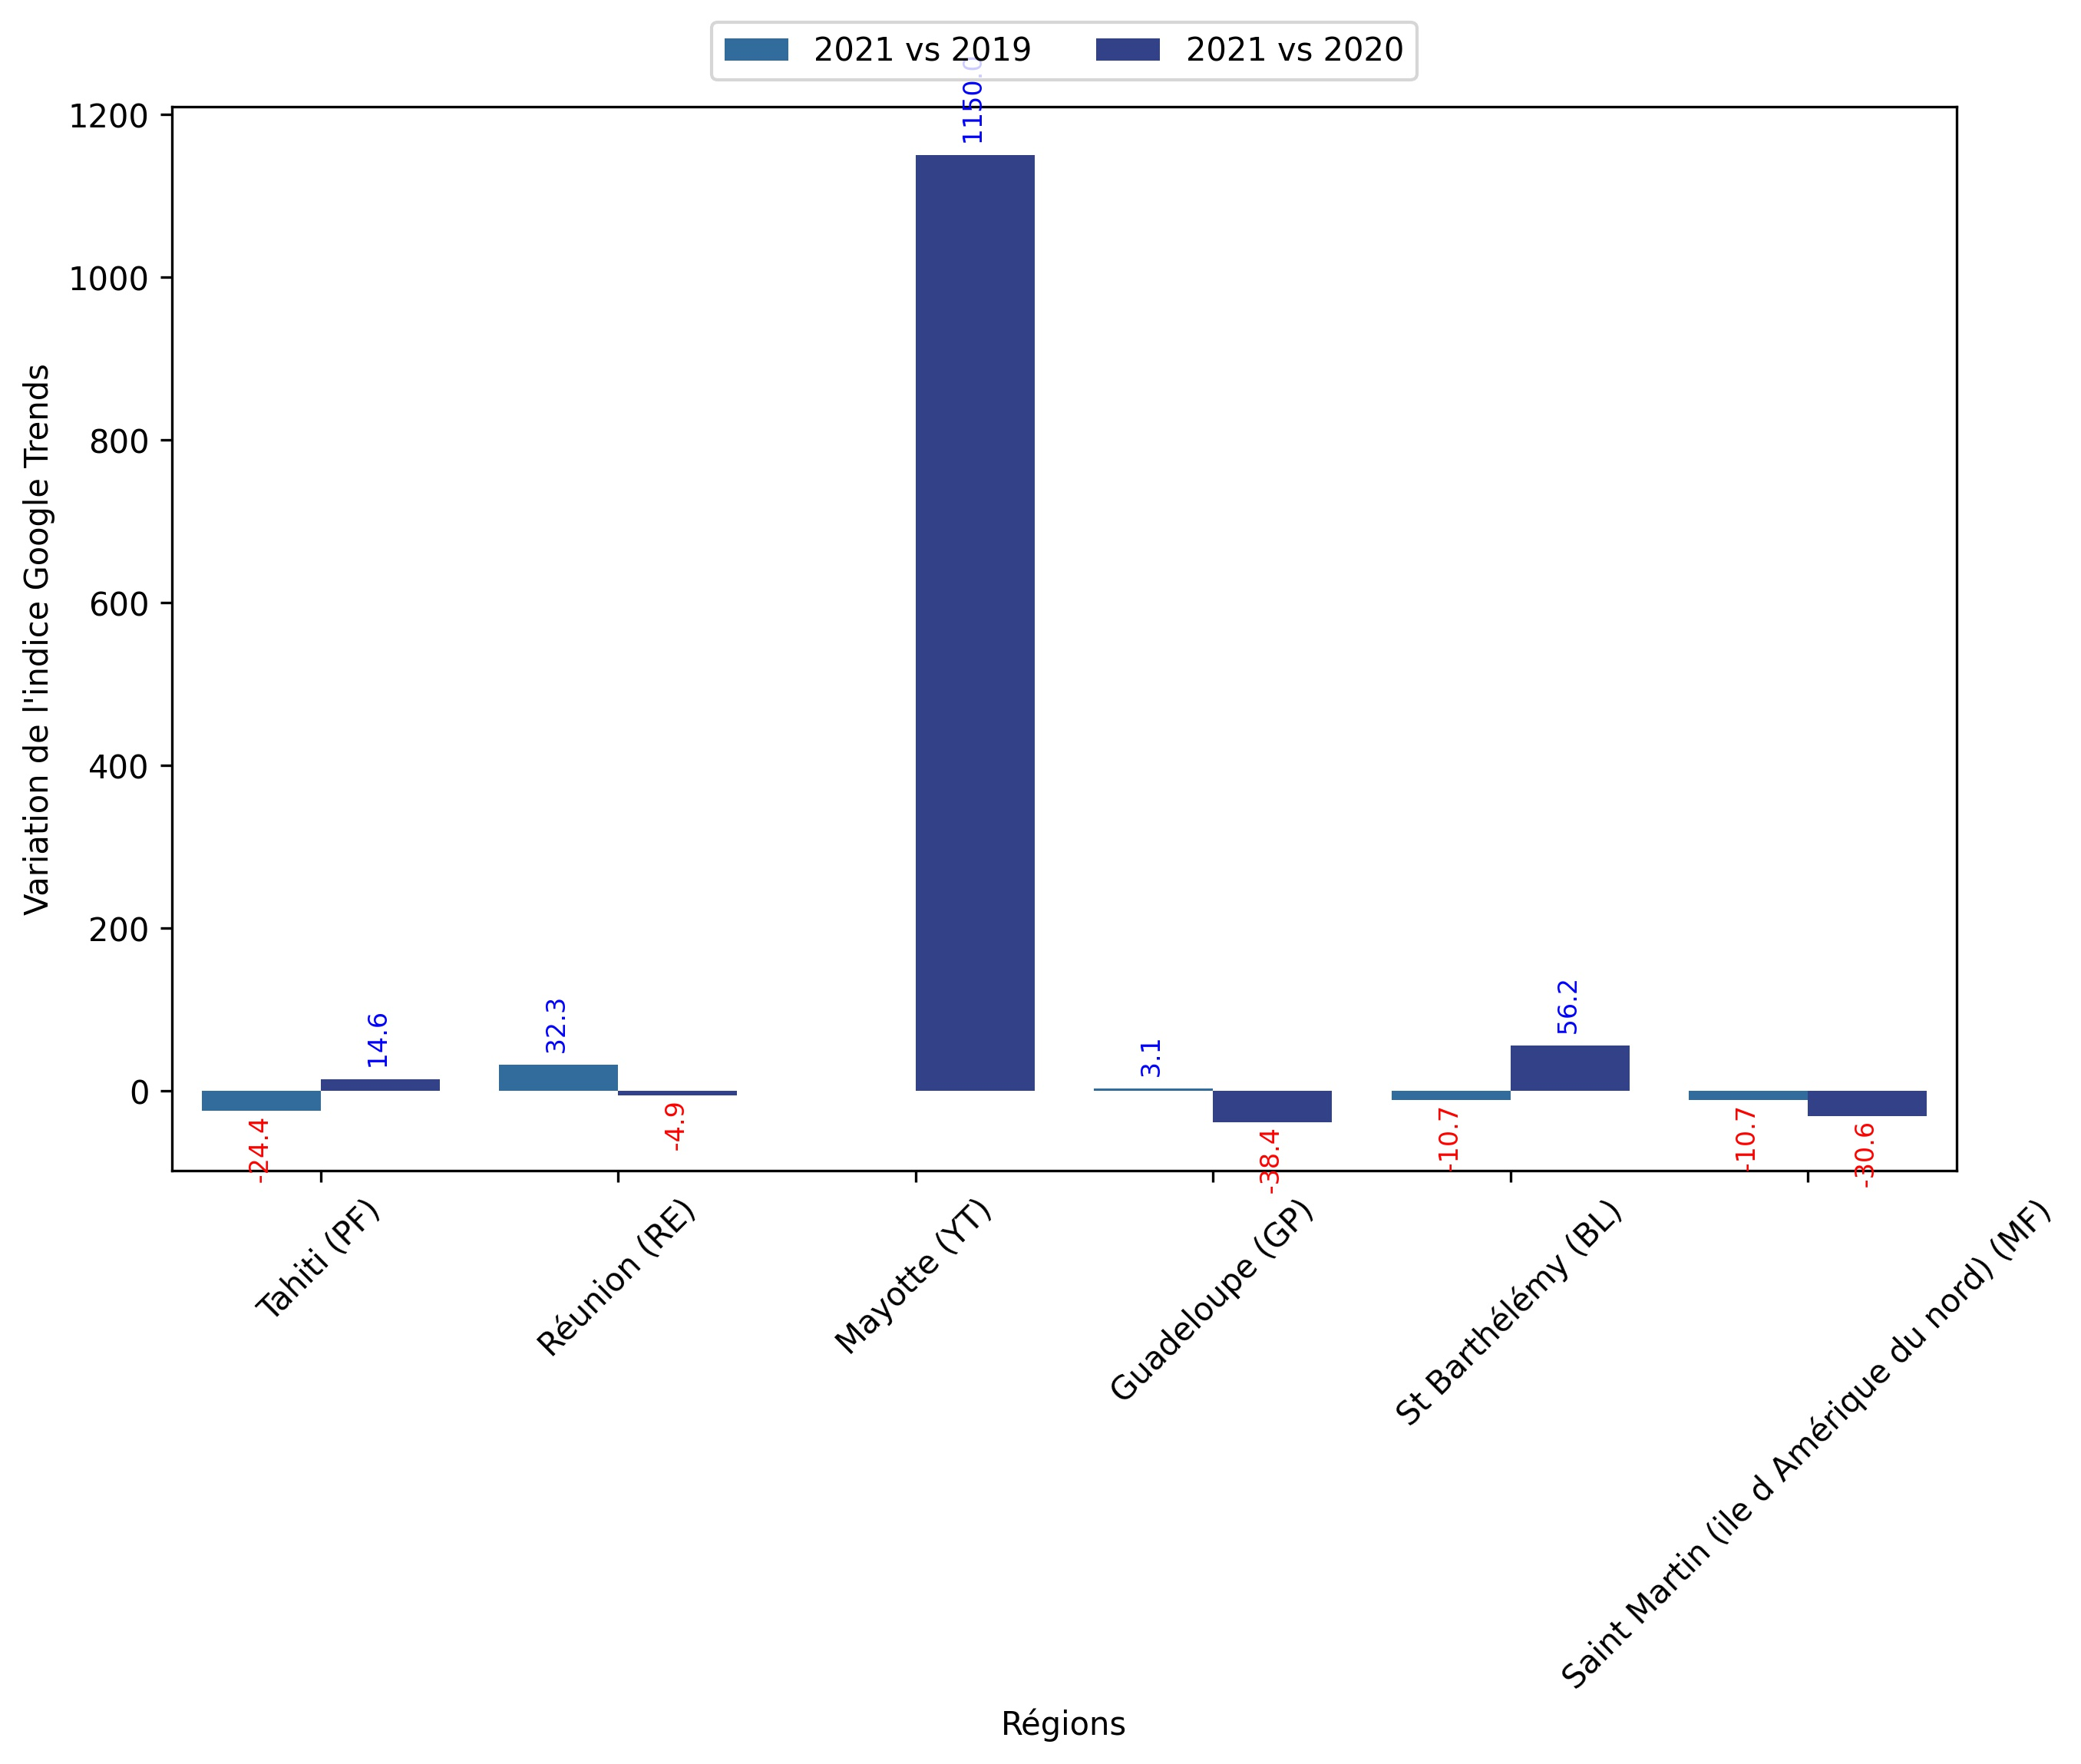 2021 vs 2019
2021 vs 2020
Variation de l'indice Google Trends
1200
1000
800
600
400
200
0
-24.4
14.6
32.3
-4.9
1150.0
3.1
-38.4
-10.7
56.2
-10.7
-30.6
Tahiti (PF)
Réunion (RE)
Mayotte (YT)
Guadeloupe (GP)
St Barthélémy (BL)
Saint Martin (ile d Amérique du nord) (MF)
Régions